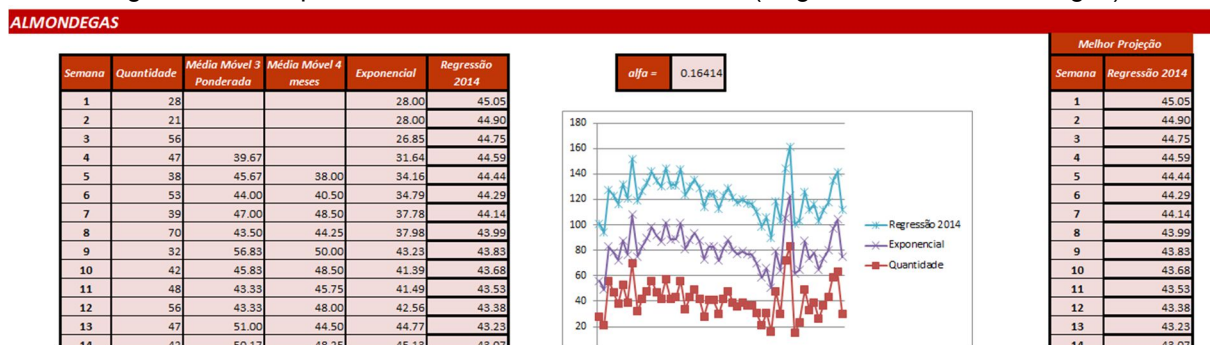 ALMONDEGAS
Melhor Projeção
Semana Quantidade Média Móvel 3 Ponderada Média Móvel 4 meses Exponencial Regressão 2014
alfa = 0.16414
Semana Regressão 2014
1 28 28.00 45.05
2 21 28.00 44.90
3 56 26.85 44.75
4 47 39.67 31.64 44.59
5 38 45.67 38.00 34.16 44.44
6 53 44.00 40.50 34.79 44.29
7 39 47.00 48.50 37.78 44.14
8 70 43.50 44.25 37.98 43.99
9 32 56.83 50.00 43.23 43.83
10 42 45.83 48.50 41.39 43.68
11 48 43.33 45.75 41.49 43.53
12 56 43.33 48.00 42.56 43.38
13 47 51.00 44.50 44.77 43.23
180
160
140
120
100
80
60
40
20
Regressão 2014
Exponencial
Quantidade
1 45.05
2 44.90
3 44.75
4 44.59
5 44.44
6 44.29
7 44.14
8 43.99
9 43.83
10 43.68
11 43.53
12 43.38
13 43.23